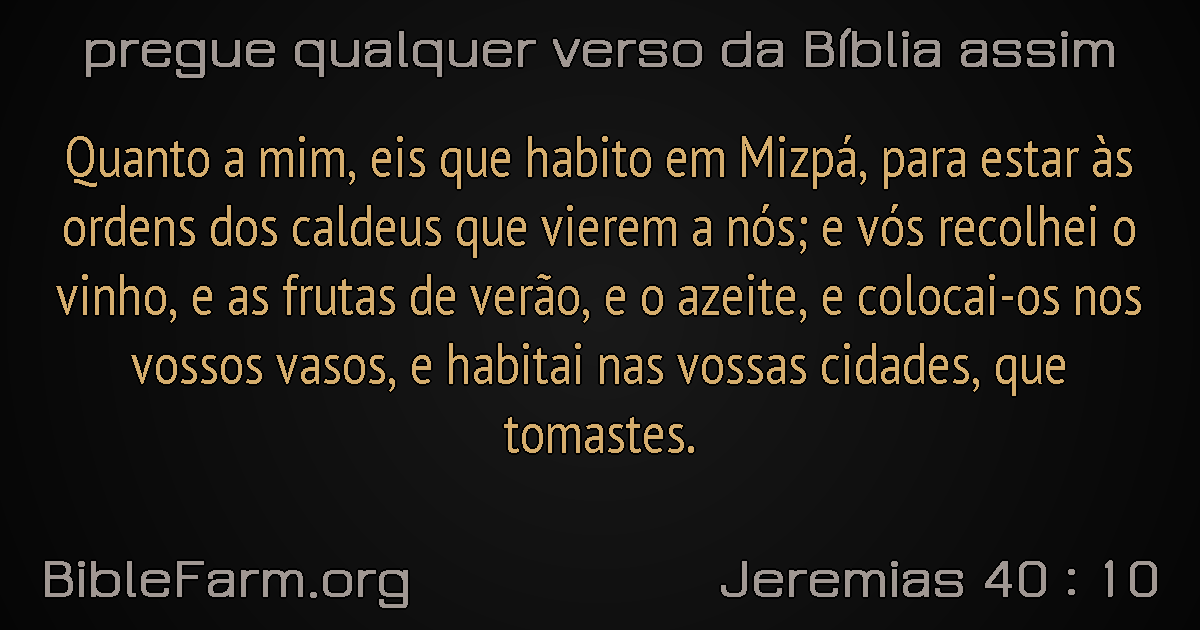 pregue qualquer verso da Bíblia assim
Quanto a mim, eis que habito em Mizpá, para estar às
ordens dos caldeus que vierem a nós; e vós recolhei o
vinho, e as frutas de verão, e o azeite, e colocai-os nos
vossos vasos, e habitai nas vossas cidades, que
tomastes.
BibleFarm.org
Jeremias 40 : 10